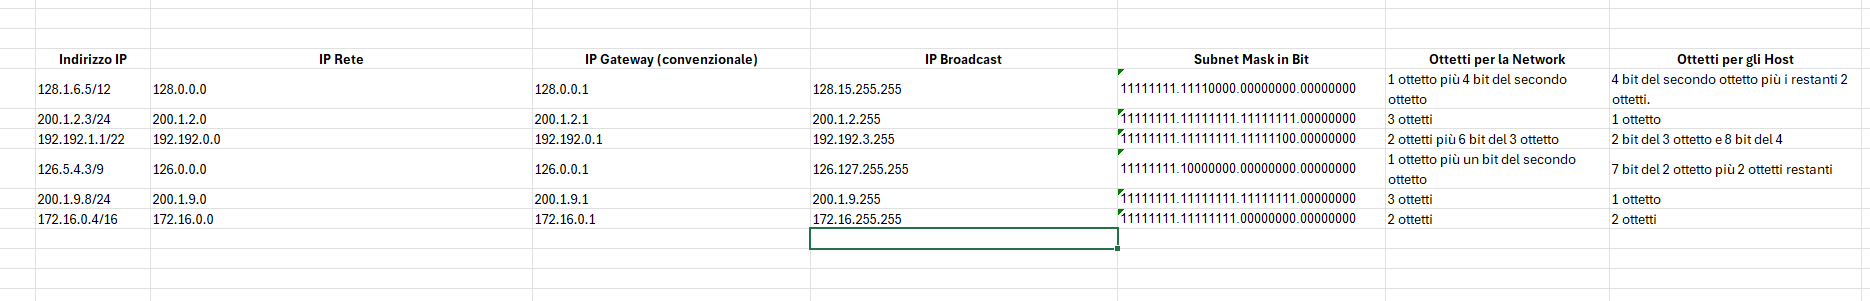 Indirizzo IP IP Rete IP Gateway (convenzionale) IP Broadcast Subnet Mask in Bit Ottetti per la Network Ottetti per gli Host
128.1.6.5/12 128.0.0.0 128.0.0.1 128.15.255.255 11111111.11110000.00000000.00000000 1 ottetto più 4 bit del secondo ottetto 4 bit del secondo ottetto più i restanti 2 ottetti.
200.1.2.3/24 200.1.2.0 200.1.2.1 200.1.2.255 11111111.11111111.11111111.00000000 3 ottetti 1 ottetto
192.192.1.1/22 192.192.0.0 192.192.0.1 192.192.3.255 11111111.11111111.11111100.00000000 2 ottetti più 6 bit del 3 ottetto 2 bit del 3 ottetto e 8 bit del 4
126.5.4.3/9 126.0.0.0 126.0.0.1 126.127.255.255 11111111.10000000.00000000.00000000 1 ottetto più un bit del secondo ottetto 7 bit del 2 ottetto più 2 ottetti restanti
200.1.9.8/24 200.1.9.0 200.1.9.1 200.1.9.255 11111111.11111111.11111111.00000000 3 ottetti 1 ottetto
172.16.0.4/16 172.16.0.0 172.16.0.1 172.16.255.255 11111111.11111111.00000000.00000000 2 ottetti 2 ottetti